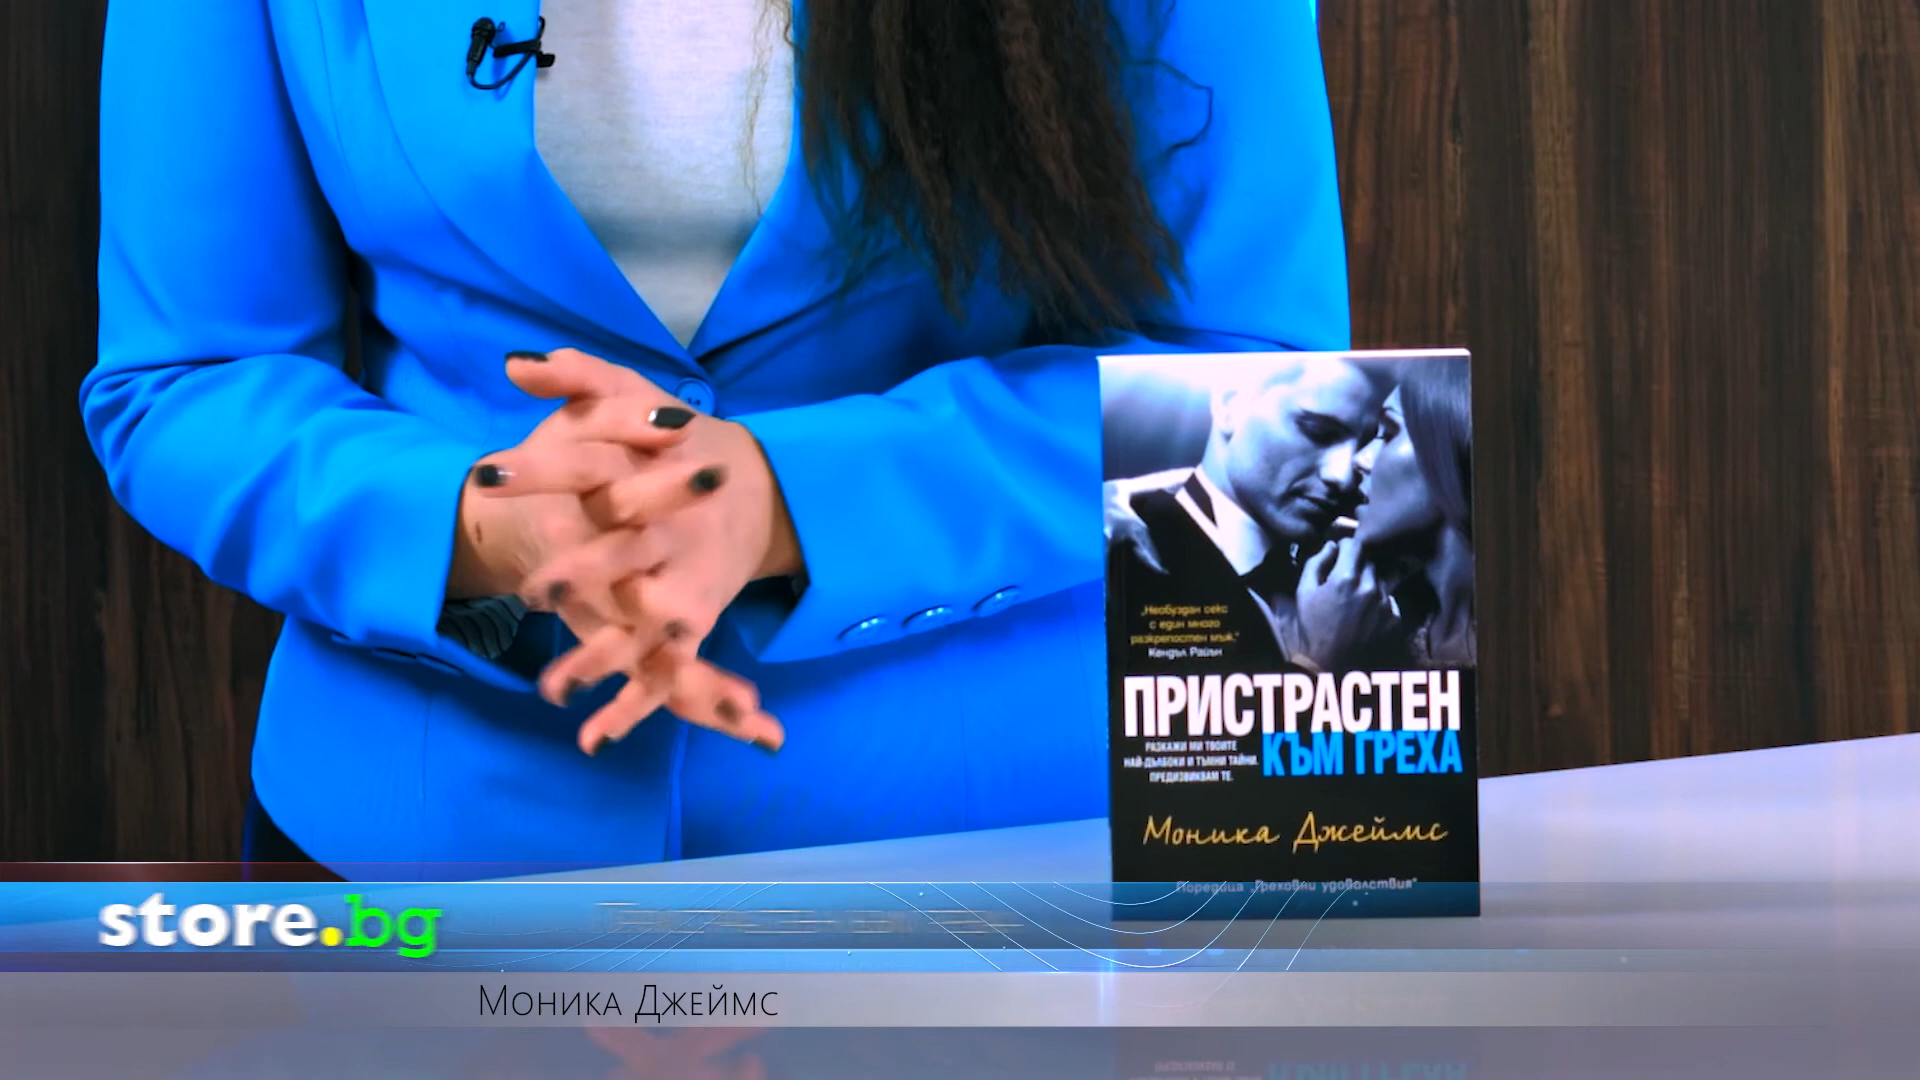 „Необуздан секс
с един много
разкрепостен мъж."
Кендъл Райън
ПРИСТРАСТЕН
КЪМ ГРЕХА
РАЗКАЖИ МИ ТВОИТЕ
НАЙ-ДЪЛБОКИ И ТЪМНИ ТАЙНИ.
ПРЕДИЗВИКВАМ ТЕ.
Моника Джеймс
Поредица „Греховни удоволствия"
store.bg
Моника Джеймс